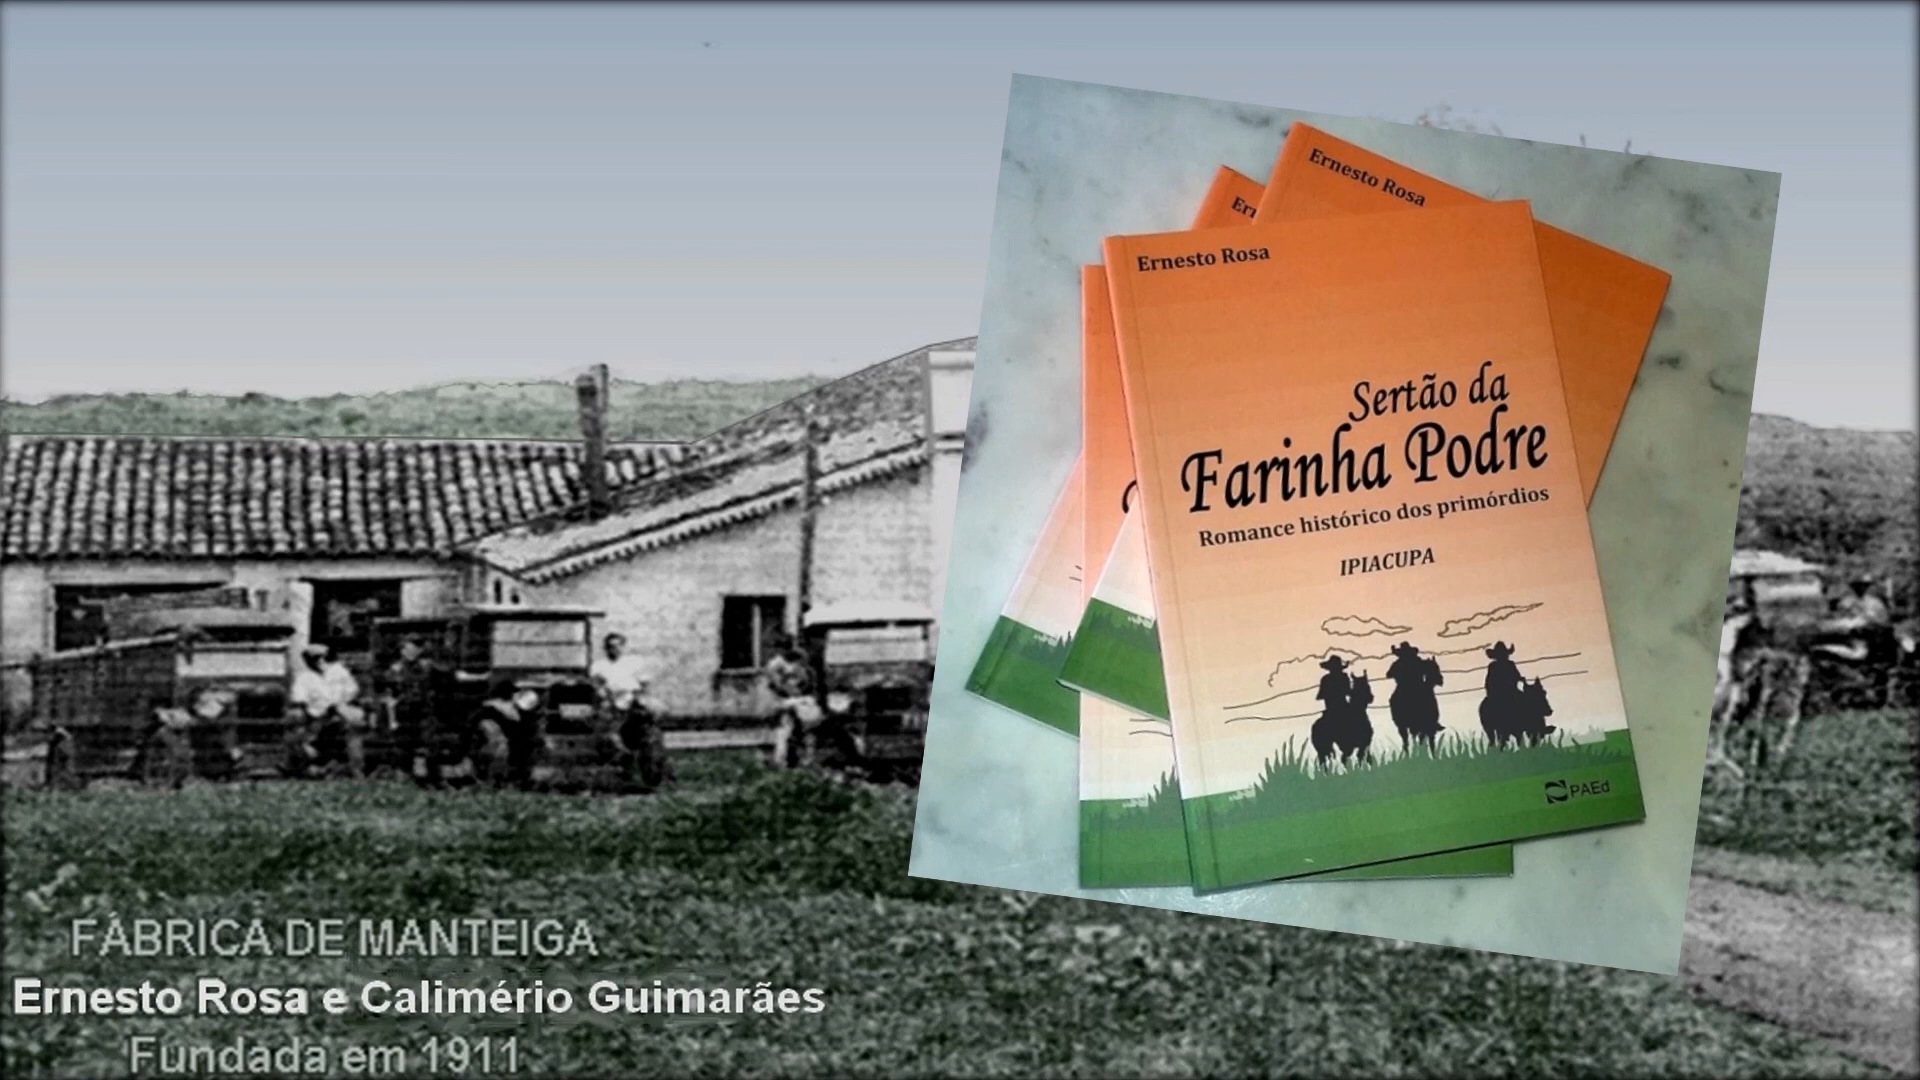 Ernesto Rosa
Ernesto Rosa
Sertão da
Farinha Podre
Romance histórico dos primórdios
IPIACUPA
PAEd
FÁBRICA DE MANTEIGA
Ernesto Rosa e Calimério Guimarães
Fundada em 1911